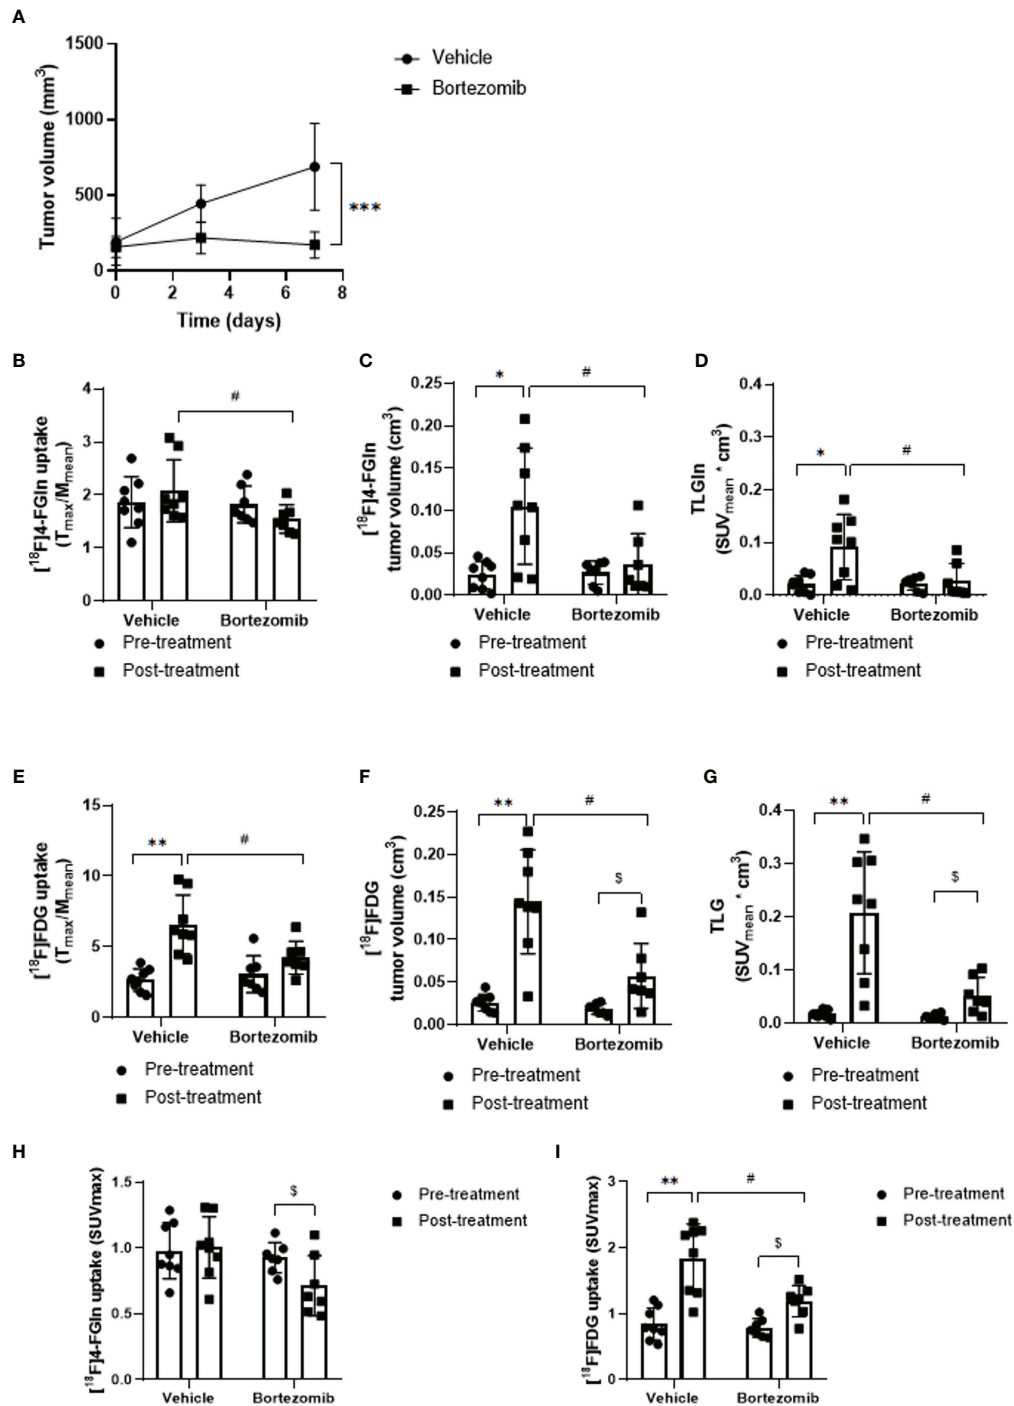 A
1500
1000
500
0
Tumor volume (mm³)
0 2 4 6 8
Time (days)
Vehicle
Bortezomib
***
B
[¹⁸F]4-FGln uptake
(Tmax/Mmean)
4
3
2
1
0
#
Vehicle Bortezomib
Pre-treatment
Post-treatment
C
[¹⁸F]4-FGln
tumor volume (cm³)
0.25
0.20
0.15
0.10
0.05
0.00
* #
Vehicle Bortezomib
Pre-treatment
Post-treatment
D
TLGln
(SUVmean * cm³)
0.4
0.3
0.2
0.1
0.0
* #
Vehicle Bortezomib
Pre-treatment
Post-treatment
E
[¹⁸F]FDG uptake
(Tmax/Mmean)
15
10
5
0
** #
Vehicle Bortezomib
Pre-treatment
Post-treatment
F
[¹⁸F]FDG
tumor volume (cm³)
0.25
0.20
0.15
0.10
0.05
0.00
** #
$
Vehicle Bortezomib
Pre-treatment
Post-treatment
G
TLG
(SUVmean * cm³)
0.4
0.3
0.2
0.1
0.0
** #
$
Vehicle Bortezomib
Pre-treatment
Post-treatment
H
[¹⁸F]4-FGln uptake (SUVmax)
1.5
1.0
0.5
0.0
$
Vehicle Bortezomib
Pre-treatment
Post-treatment
I
[¹⁸F]FDG uptake (SUVmax)
3
2
1
0
** #
$
Vehicle Bortezomib
Pre-treatment
Post-treatment